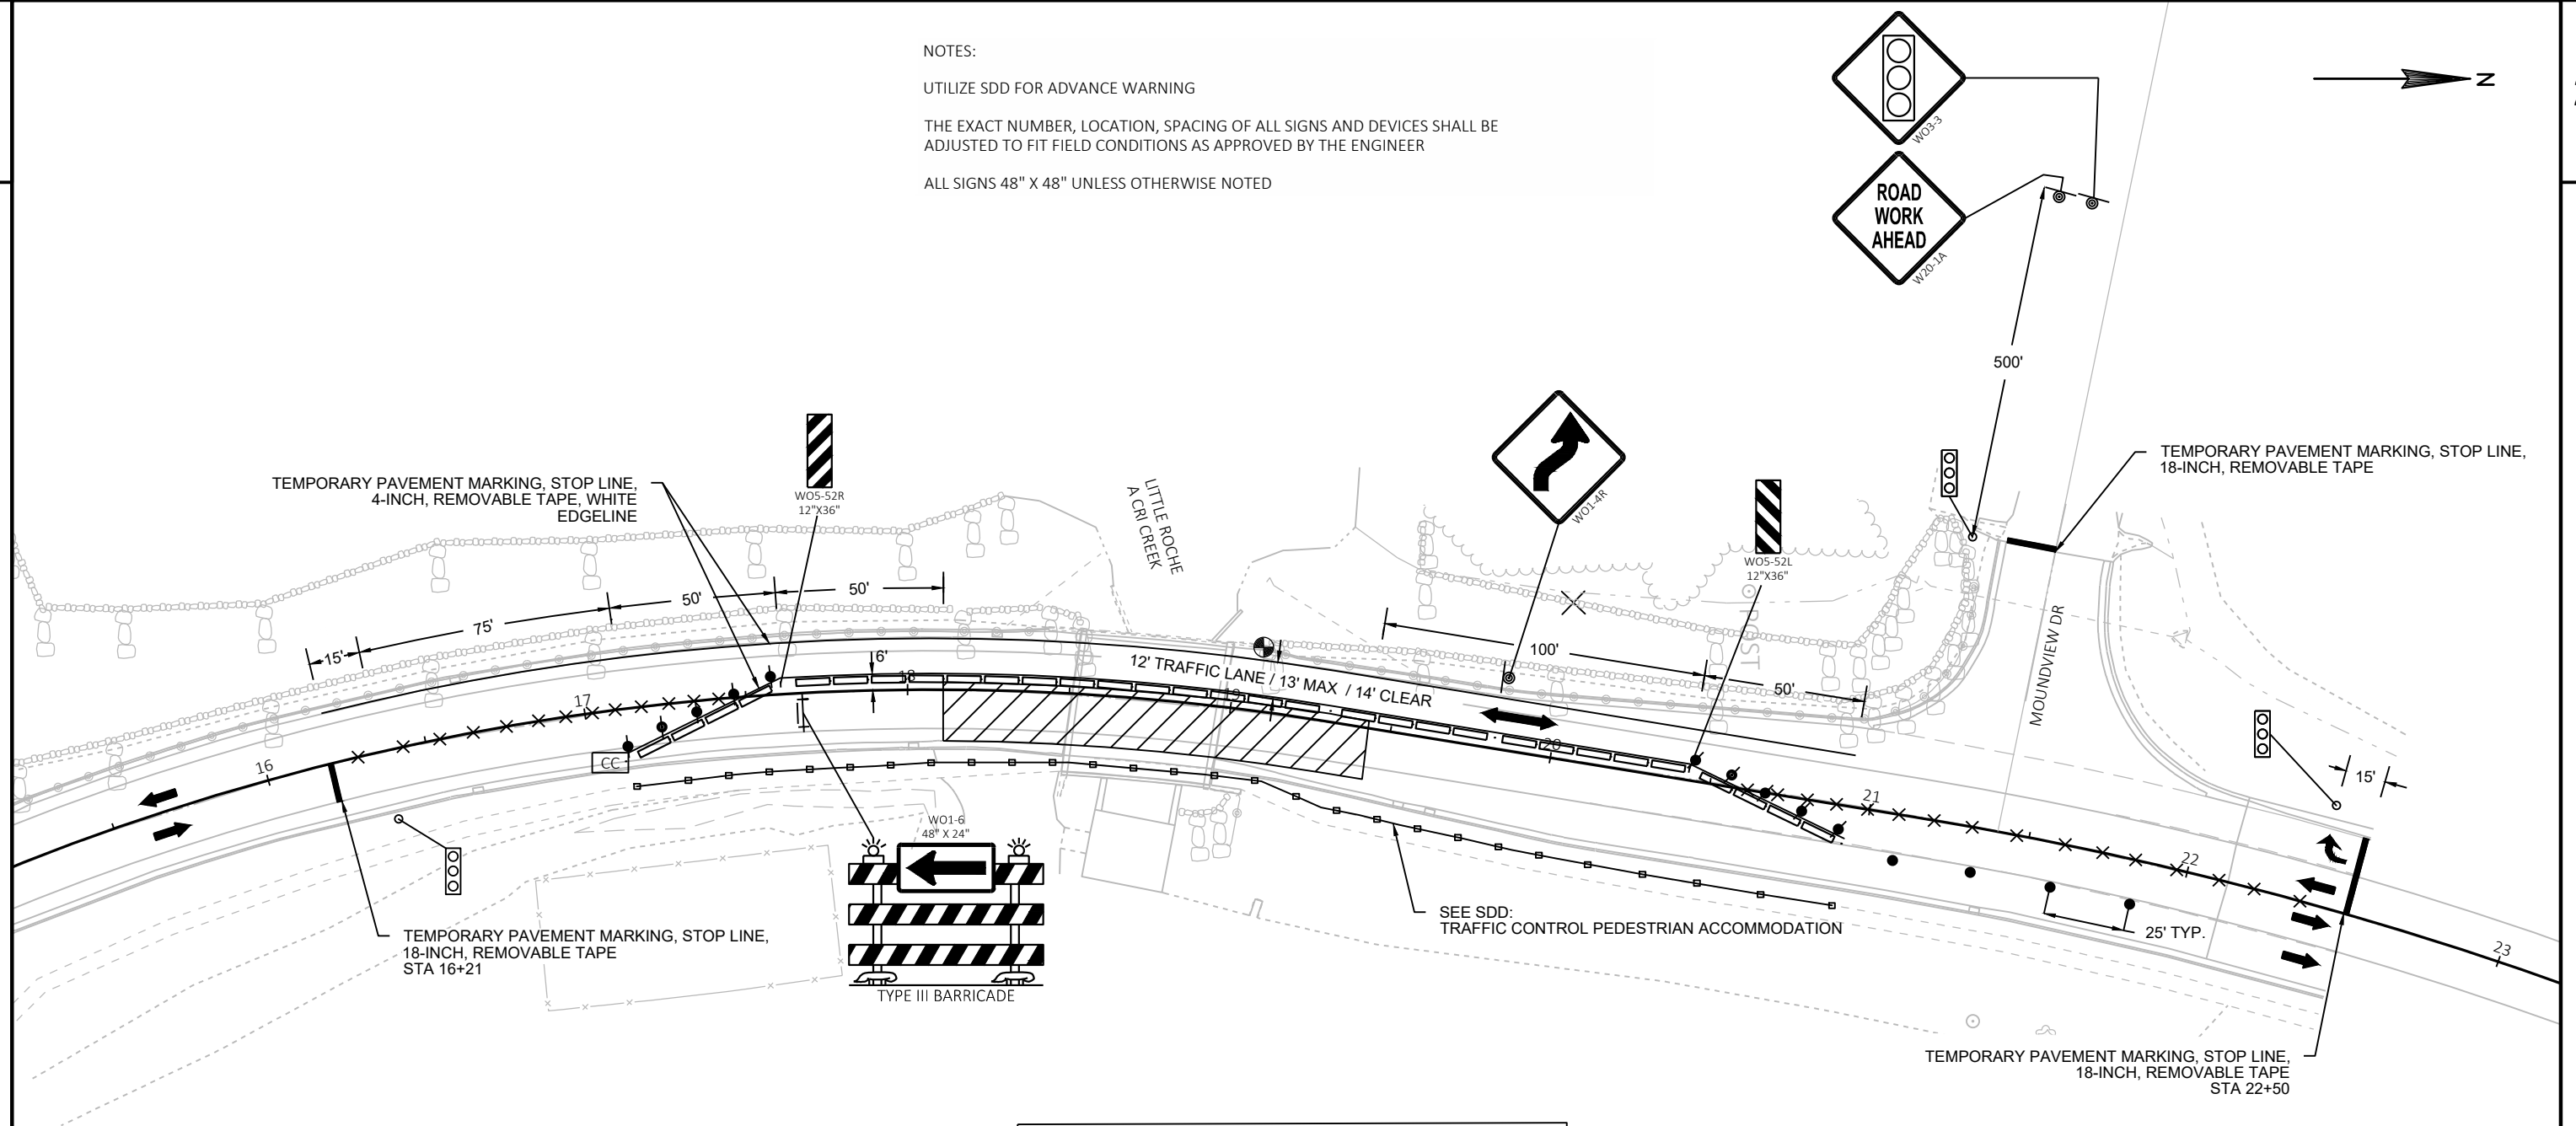 NOTES:
UTILIZE SDD FOR ADVANCE WARNING
THE EXACT NUMBER, LOCATION, SPACING OF ALL SIGNS AND DEVICES SHALL BE
ADJUSTED TO FIT FIELD CONDITIONS AS APPROVED BY THE ENGINEER
ALL SIGNS 48" X 48" UNLESS OTHERWISE NOTED
WO3-3
ROAD
WORK
AHEAD
W20-1A
N
500'
TEMPORARY PAVEMENT MARKING, STOP LINE,
18-INCH, REMOVABLE TAPE
TEMPORARY PAVEMENT MARKING, STOP LINE,
4-INCH, REMOVABLE TAPE, WHITE
EDGELINE
WO5-52R
12"X36"
LITTLE ROCHE
A CRI CREEK
WO1-4R
WO5-52L
12"X36"
MOUNDVIEW DR
15'
75'
50'
50'
6'
100'
50'
15'
12' TRAFFIC LANE / 13' MAX / 14' CLEAR
16
17
18
19
20
21
22
23
CC
WO1-6
48" X 24"
TYPE III BARRICADE
TEMPORARY PAVEMENT MARKING, STOP LINE,
18-INCH, REMOVABLE TAPE
STA 16+21
SEE SDD:
TRAFFIC CONTROL PEDESTRIAN ACCOMMODATION
25' TYP.
TEMPORARY PAVEMENT MARKING, STOP LINE,
18-INCH, REMOVABLE TAPE
STA 22+50